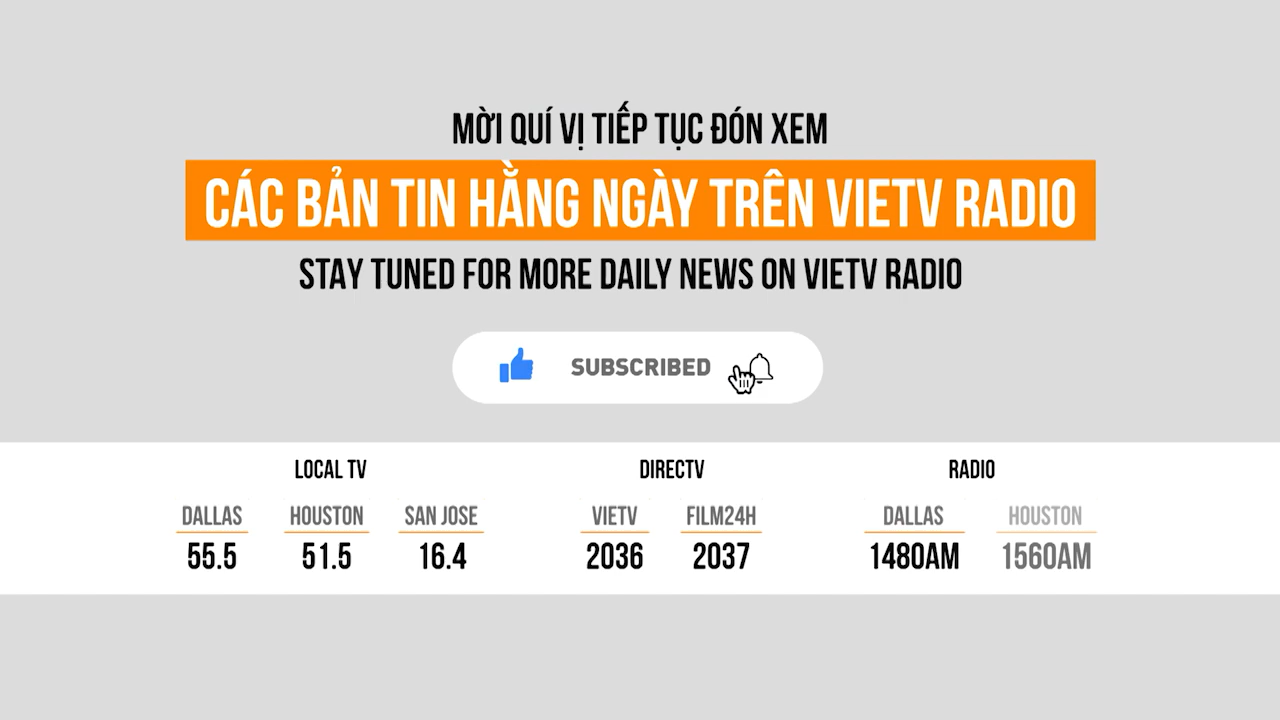 MỜI QUÍ VỊ TIẾP TỤC ĐÓN XEM
CÁC BẢN TIN HẰNG NGÀY TRÊN VIETV RADIO
STAY TUNED FOR MORE DAILY NEWS ON VIETV RADIO
SUBSCRIBED
LOCAL TV DIRECTV RADIO
DALLAS HOUSTON SAN JOSE VIETV FILM24H DALLAS HOUSTON
55.5 51.5 16.4 2036 2037 1480AM 1560AM